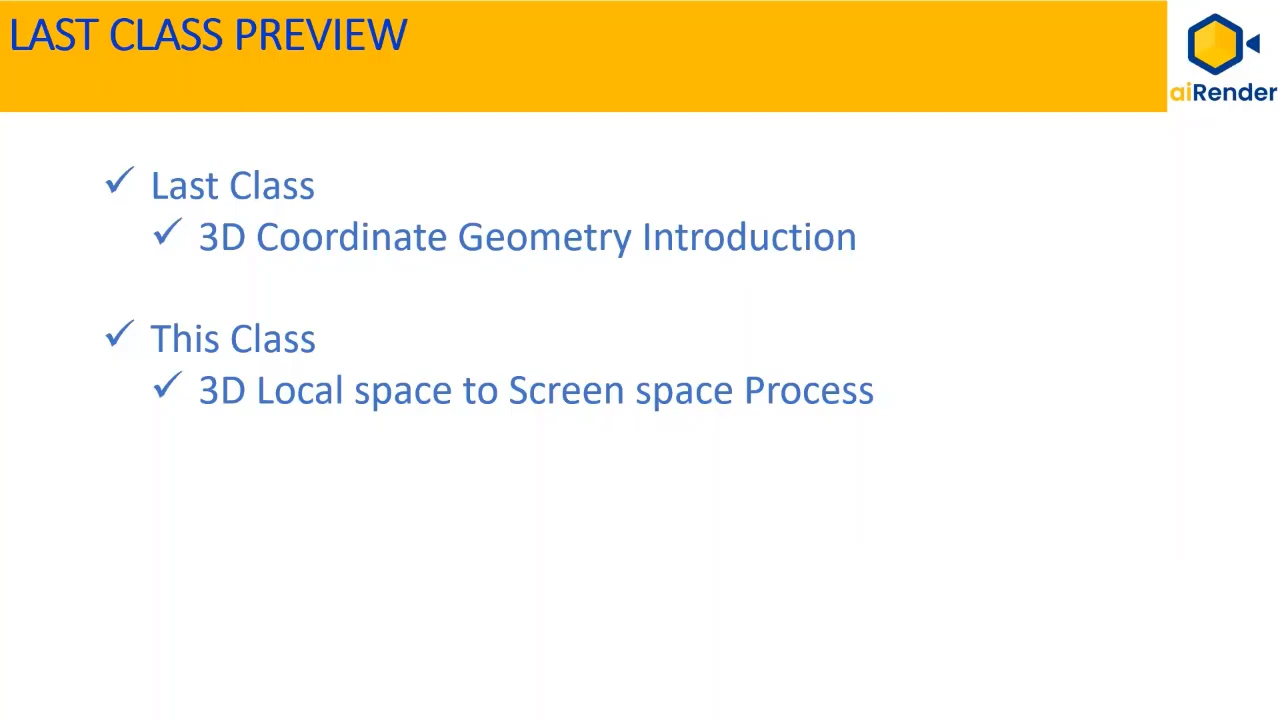 LAST CLASS PREVIEW
aiRender
Last Class
3D Coordinate Geometry Introduction
This Class
3D Local space to Screen space Process